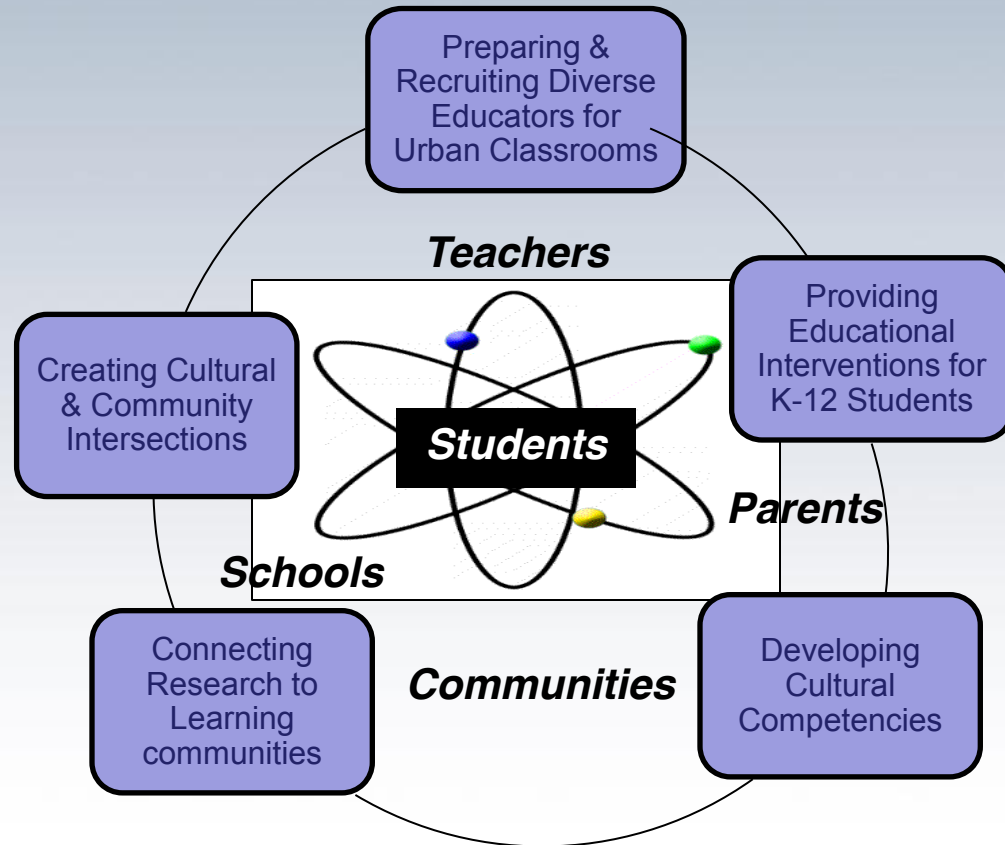 Preparing &
Recruiting Diverse
Educators for
Urban Classrooms
Teachers
Providing
Educational
Interventions for
K-12 Students
Creating Cultural
& Community
Intersections
Students
Parents
Schools
Connecting
Research to
Learning
communities
Communities
Developing
Cultural
Competencies